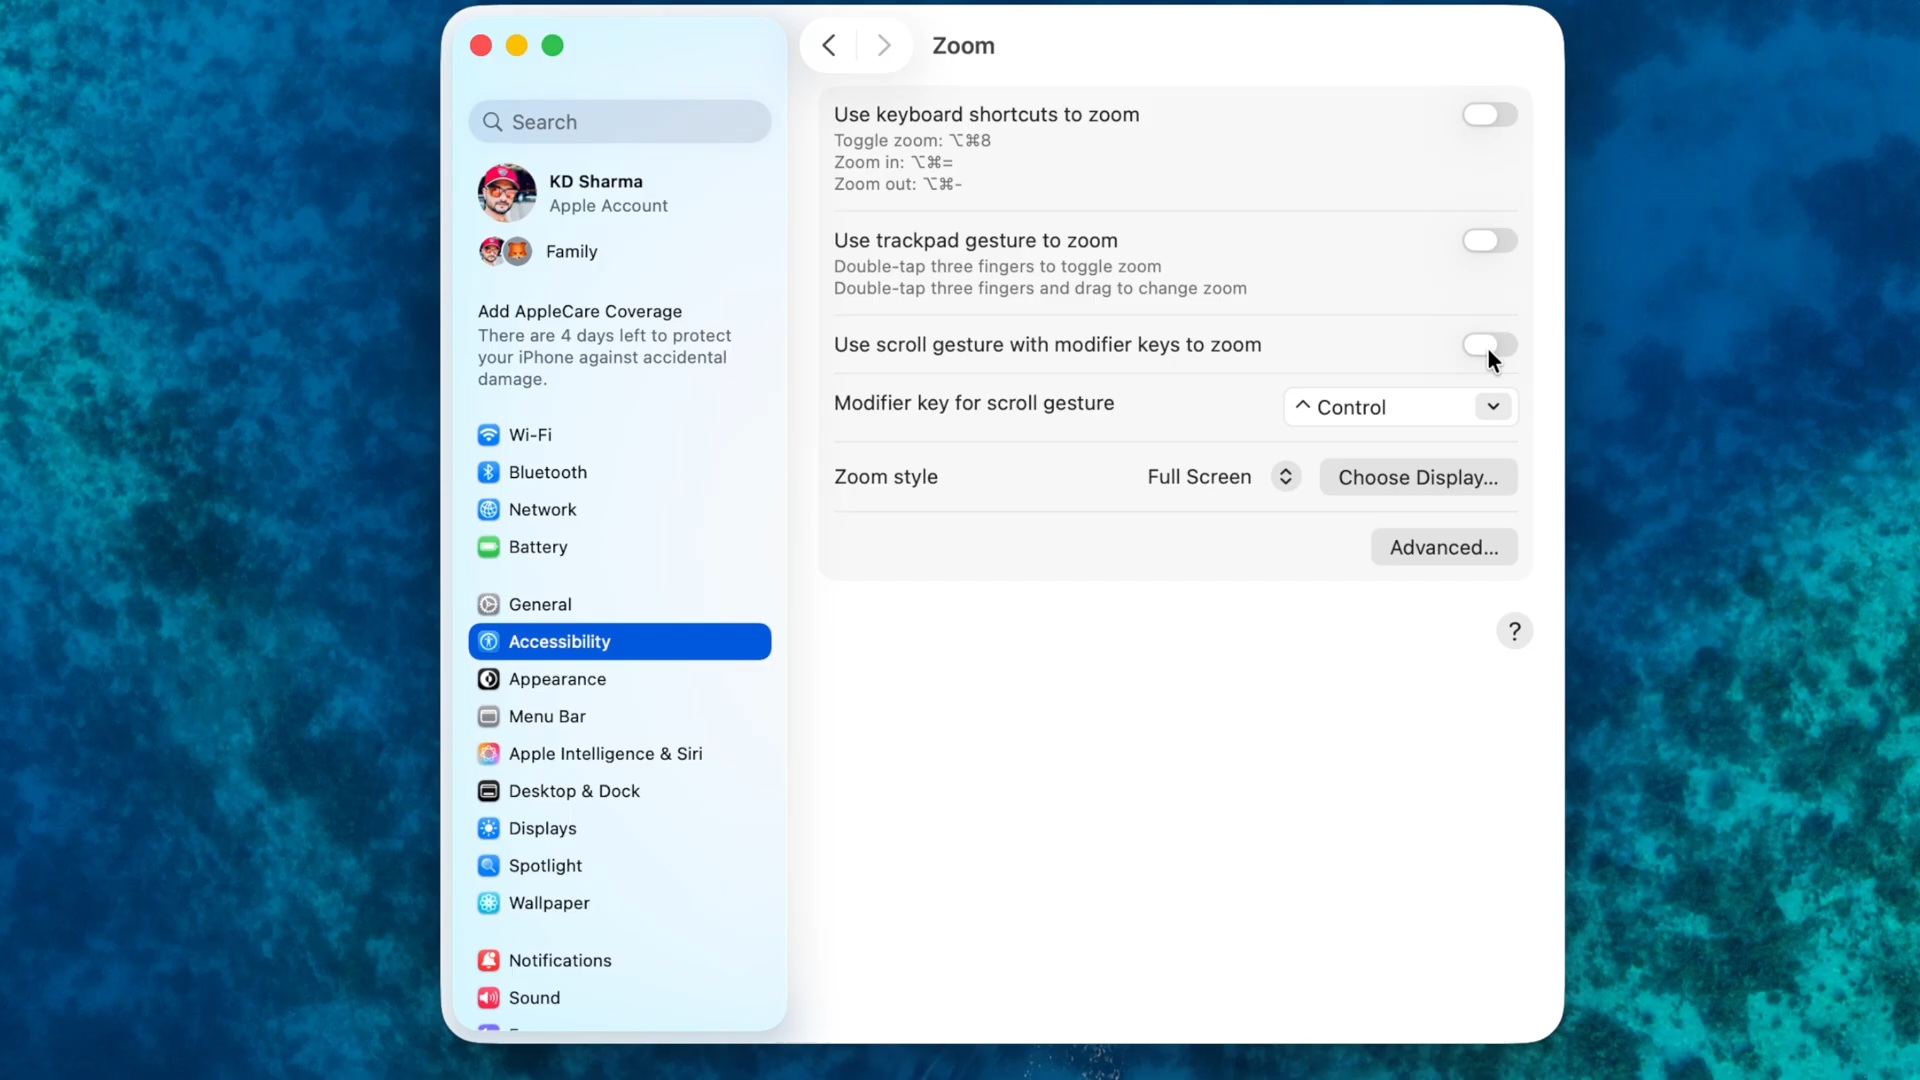 Search
KD Sharma
Apple Account
Family
Add AppleCare Coverage
There are 4 days left to protect
your iPhone against accidental
damage.
Wi-Fi
Bluetooth
Network
Battery
General
Accessibility
Appearance
Menu Bar
Apple Intelligence & Siri
Desktop & Dock
Displays
Spotlight
Wallpaper
Notifications
Sound
Zoom
Use keyboard shortcuts to zoom
Toggle zoom: ⌥⌘8
Zoom in: ⌥⌘=
Zoom out: ⌥⌘-
Use trackpad gesture to zoom
Double-tap three fingers to toggle zoom
Double-tap three fingers and drag to change zoom
Use scroll gesture with modifier keys to zoom
Modifier key for scroll gesture ^ Control
Zoom style Full Screen Choose Display...
Advanced...
?